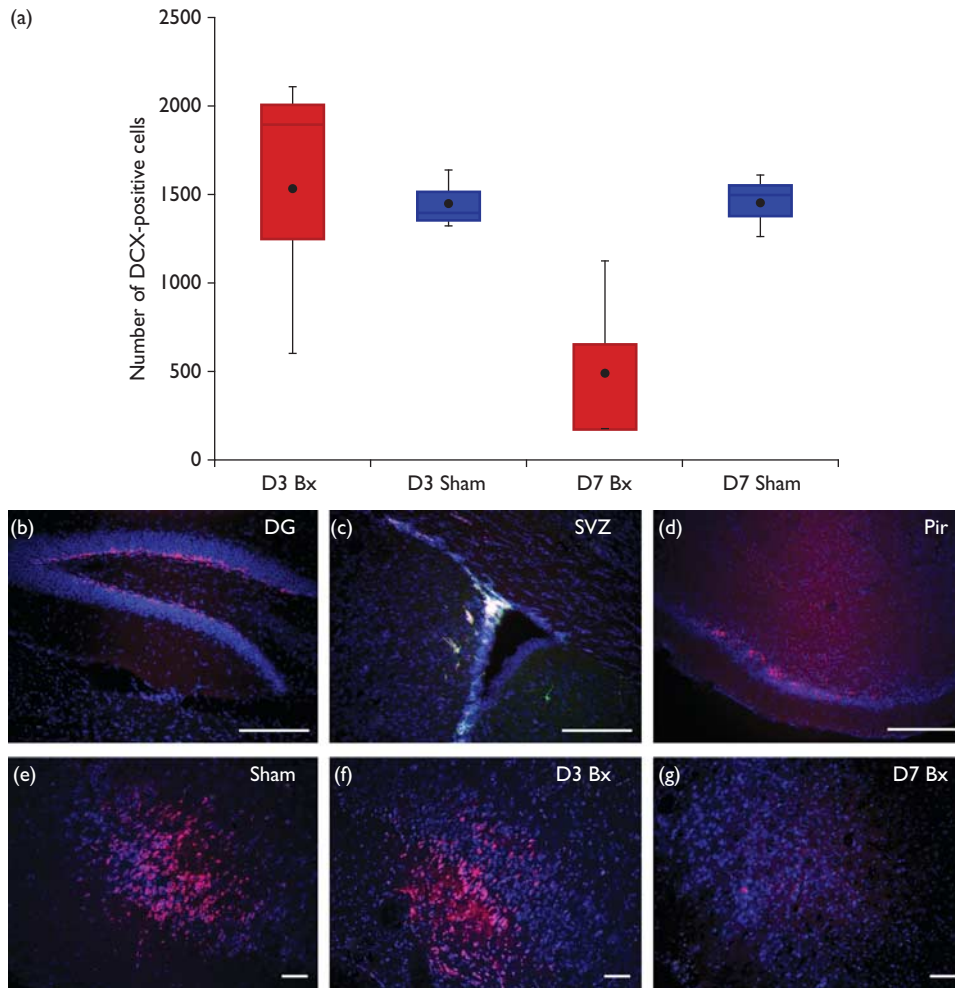 (a)
2500
2000
1500
1000
500
0
Number of DCX-positive cells
D3 Bx D3 Sham D7 Bx D7 Sham
(b) DG (c) SVZ (d) Pir
(e) Sham (f) D3 Bx (g) D7 Bx